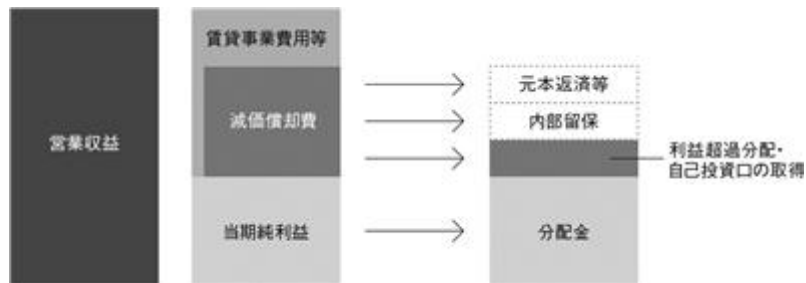 営業収益
賃貸事業費用等
減価償却費
当期純利益
元本返済等
内部留保
利益超過分配・
自己投資口の取得
分配金